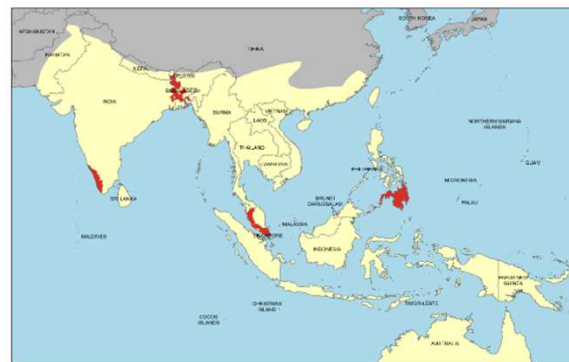 SOUTH KOREA
JAPAN
AFGHANISTAN
CHINA
PAKISTAN
NEPAL
INDIA
BURMA
VIETNAM
LAOS
NORTHERN MARIANA
ISLANDS
THAILAND
CAMBODIA
GUAM
PHILIPPINES
MICRONESIA
SRI LANKA
BRUNEI
DARUSSALAM
PALAU
MALAYSIA
MALDIVES
SINGAPORE
INDONESIA
PAPUA NEW
GUINEA
CHRISTMAS
ISLAND
TIMOR-LESTE
COCOS
ISLANDS
AUSTRALIA